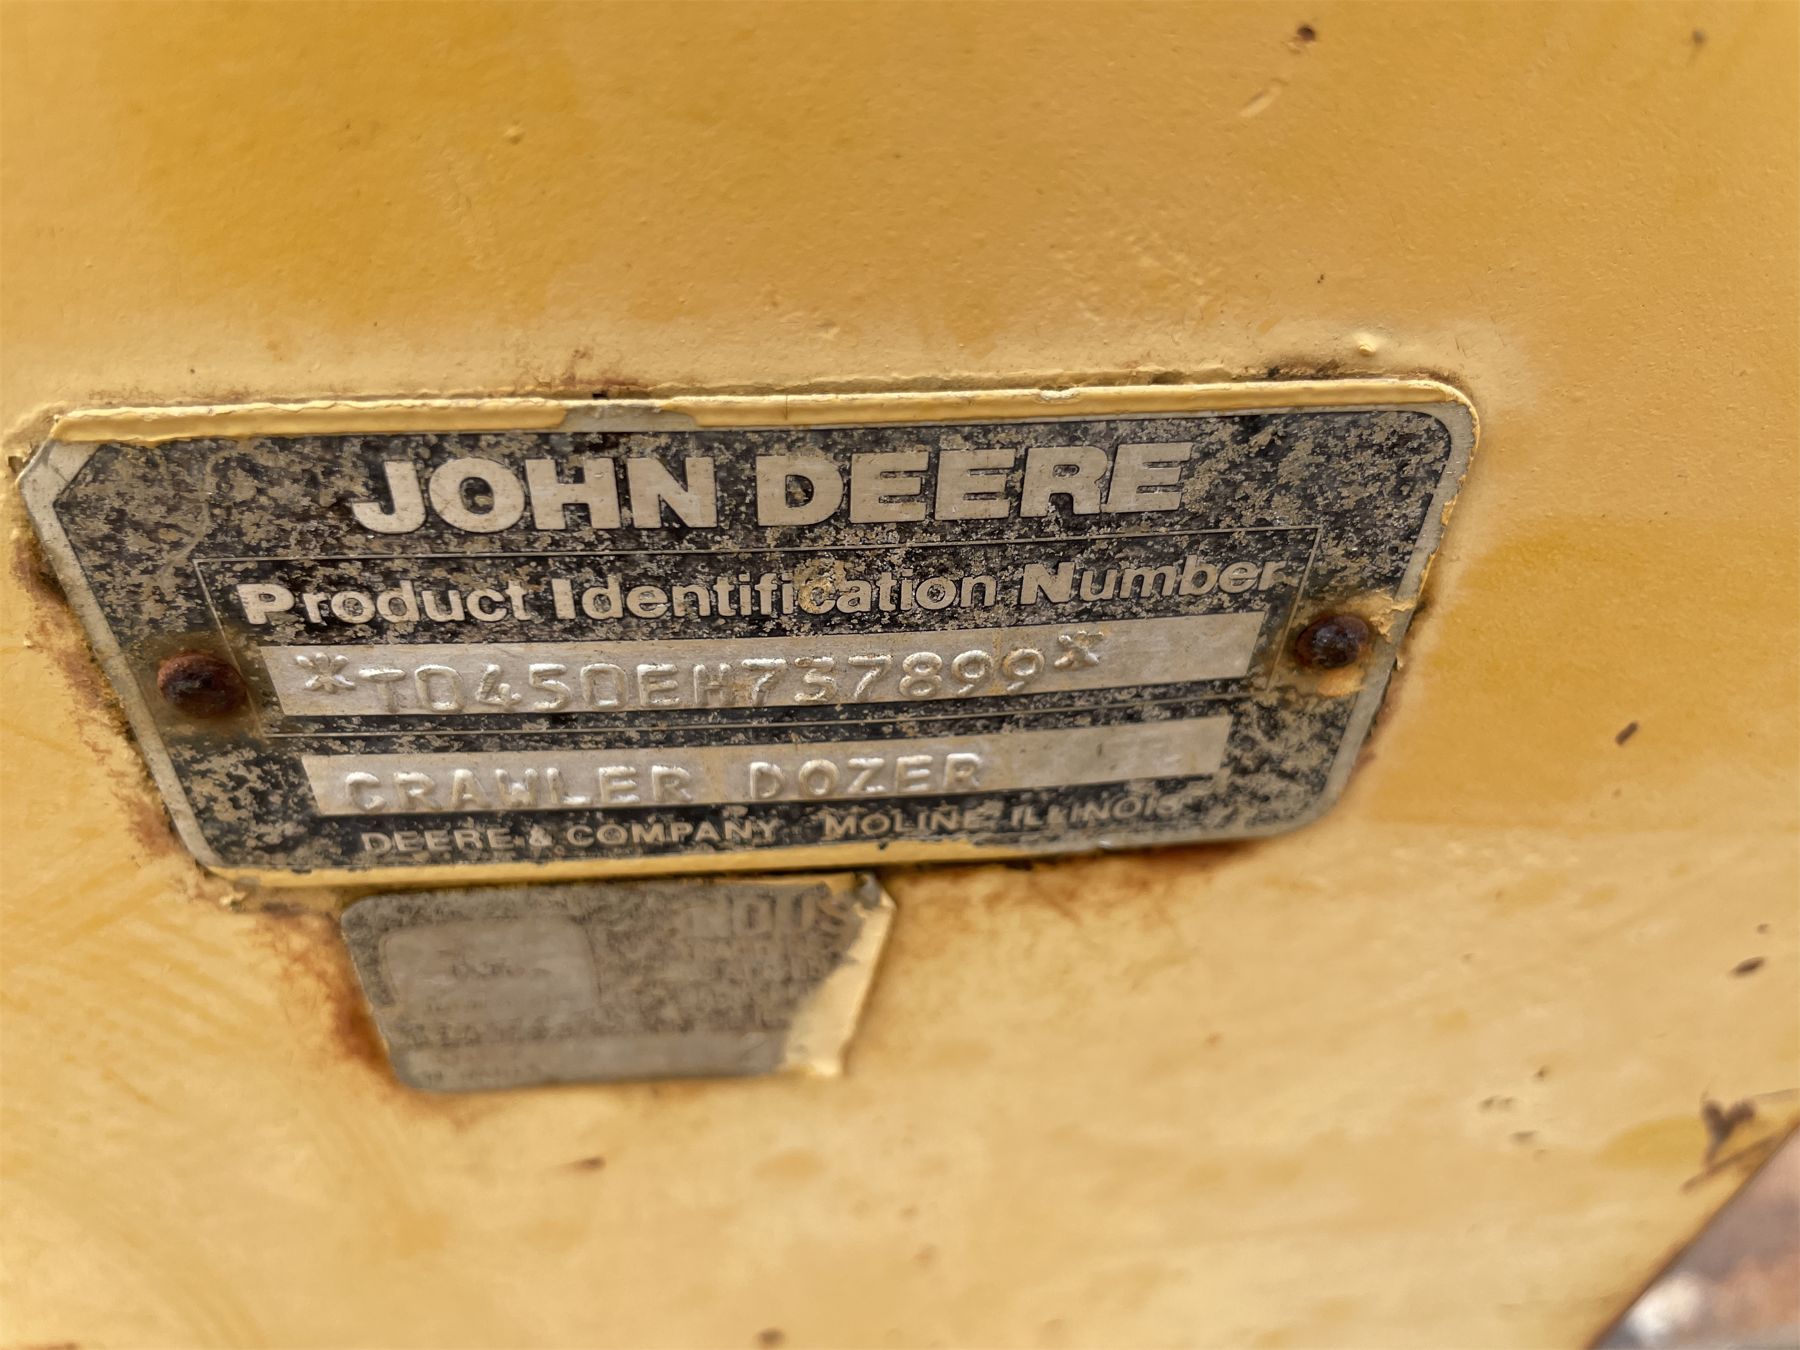 JOHN DEERE
Product Identification Number
*T0450EH737899*
CRAWLER DOZER
DEERE & COMPANY MOLINE ILLINOIS